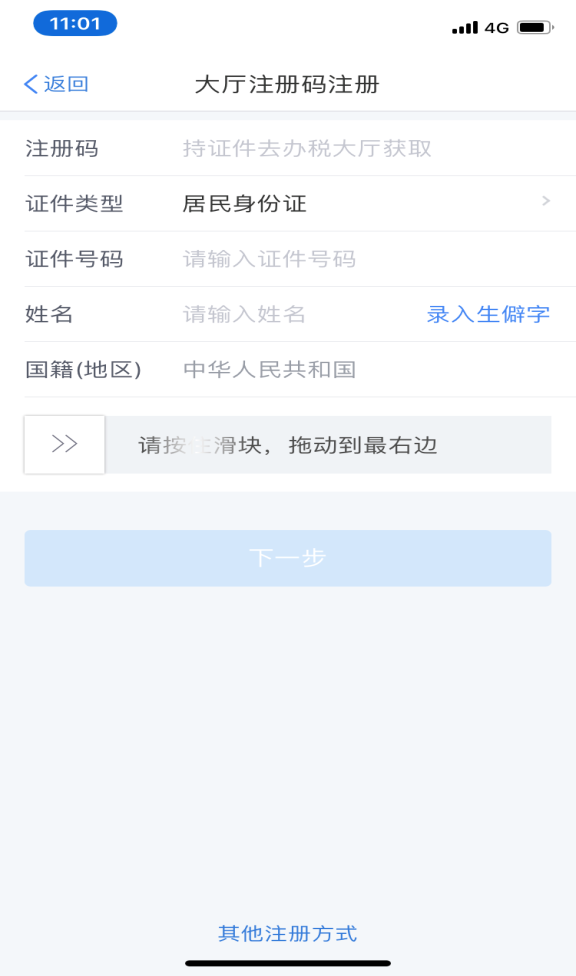 11:01
4G
返回
大厅注册码注册
注册码 持证件去办税大厅获取
证件类型 居民身份证
证件号码 请输入证件号码
姓名 请输入姓名 录入生僻字
国籍(地区) 中华人民共和国
>> 请按住滑块，拖动到最右边
下一步
其他注册方式